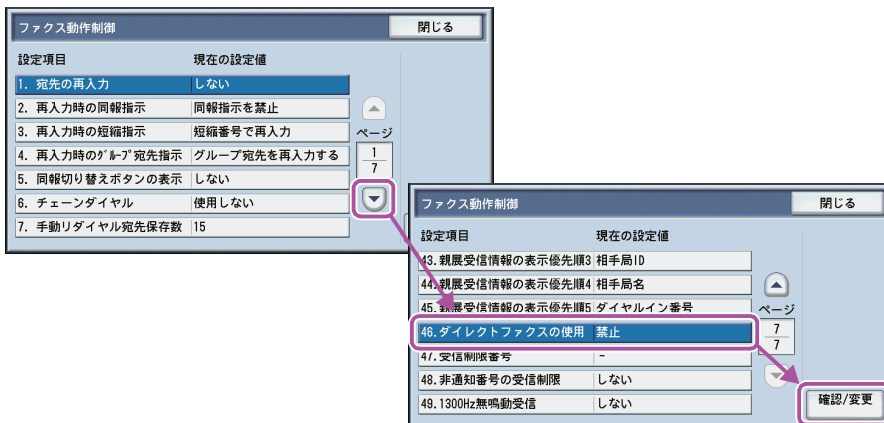 ファクス動作制御 閉じる
設定項目 現在の設定値
1. 宛先の再入力 しない
2. 再入力時の同報指示 同報指示を禁止
3. 再入力時の短縮指示 短縮番号で再入力
4. 再入力時のグループ宛先指示 グループ宛先を再入力する
5. 同報切り替えボタンの表示 しない
6. チェーンダイヤル 使用しない
7. 手動リダイヤル宛先保存数 15
ページ
1
7
ファクス動作制御 閉じる
設定項目 現在の設定値
43.親展受信情報の表示優先順3 相手局ID
44.親展受信情報の表示優先順4 相手局名
45.親展受信情報の表示優先順5 ダイヤルイン番号
46.ダイレクトファクスの使用 禁止
47.受信制限番号 -
48.非通知番号の受信制限 しない
49.1300Hz無鳴動受信 しない
ページ
7
7
確認/変更